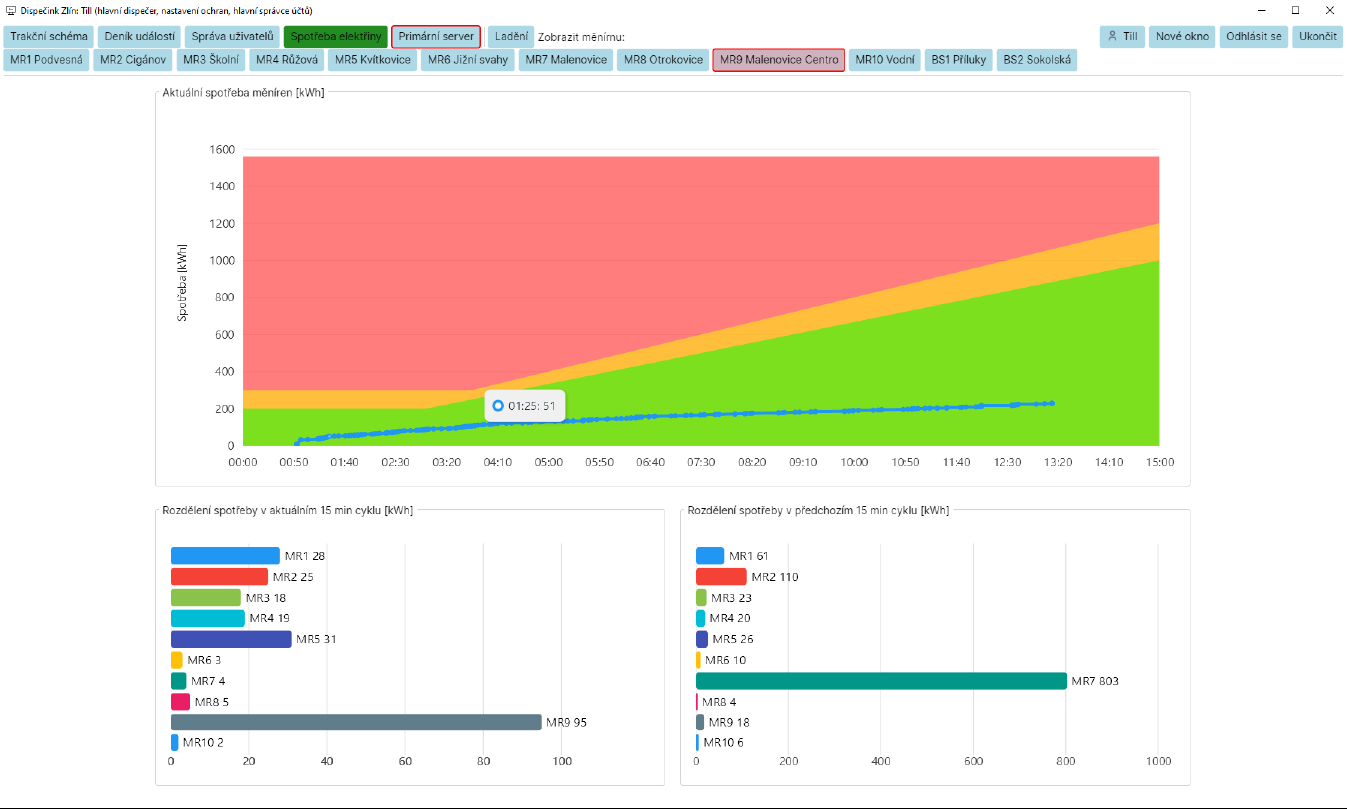 Dispečink Zlín: Till (hlavní dispečer, nastavení ochran, hlavní správce účtů)
Trakční schéma Deník událostí Správa uživatelů Spotřeba elektřiny Primární server Ladění Zobrazit měnírnu: Till Nové okno Odhlásit se Ukončit
MR1 Podvesná MR2 Cigánov MR3 Školní MR4 Růžová MR5 Kvítkovice MR6 Jižní svahy MR7 Malenovice MR8 Otrokovice MR9 Malenovice Centro MR10 Vodní BS1 Příluky BS2 Sokolská
Aktuální spotřeba měníren [kWh]
1600
1400
1200
1000
800
600
400
200
0
Spotřeba [kWh]
01:25: 51
00:00 00:50 01:40 02:30 03:20 04:10 05:00 05:50 06:40 07:30 08:20 09:10 10:00 10:50 11:40 12:30 13:20 14:10 15:00
Rozdělení spotřeby v aktuálním 15 min cyklu [kWh]
MR1 28
MR2 25
MR3 18
MR4 19
MR5 31
MR6 3
MR7 4
MR8 5
MR9 95
MR10 2
0 20 40 60 80 100
Rozdělení spotřeby v předchozím 15 min cyklu [kWh]
MR1 61
MR2 110
MR3 23
MR4 20
MR5 26
MR6 10
MR7 803
MR8 4
MR9 18
MR10 6
0 200 400 600 800 1000